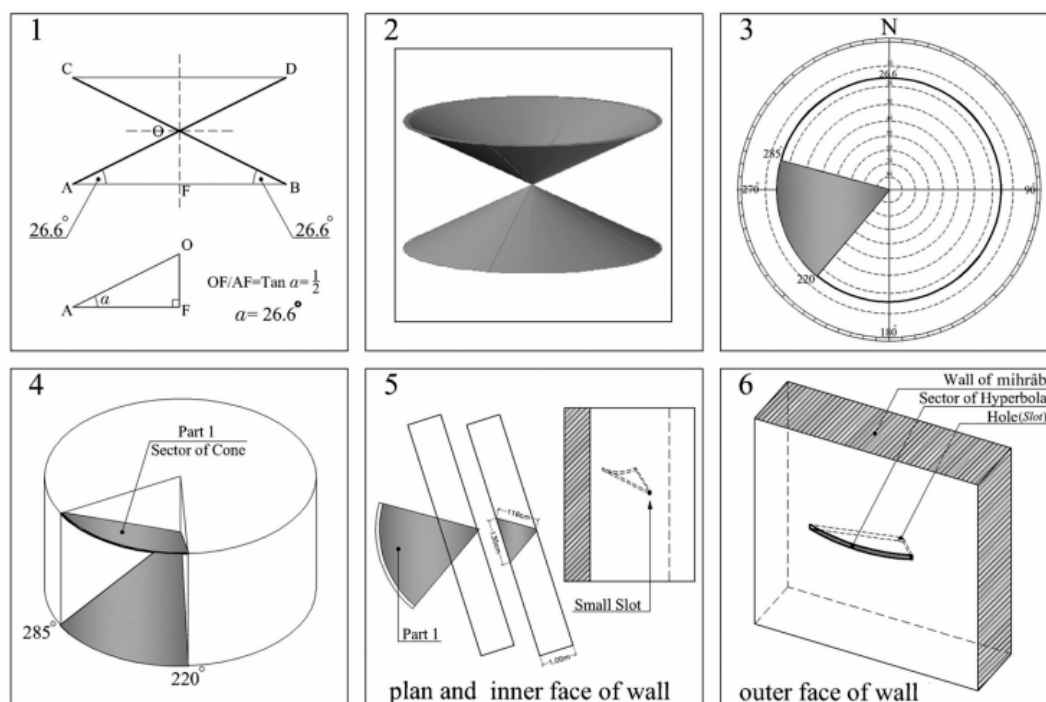 1
C
D
O
A
F
B
26.6°
26.6°
O
A
a
F
OF/AF=Tan a=1/2
a= 26.6°
2
3
N
26.6
285°
270°
90°
220°
180°
4
Part 1
Sector of Cone
285°
220°
5
118cm
130cm
1,00m
Part 1
Small Slot
plan and inner face of wall
6
Wall of mihrâb
Sector of Hyperbola
Hole(Slot)
outer face of wall